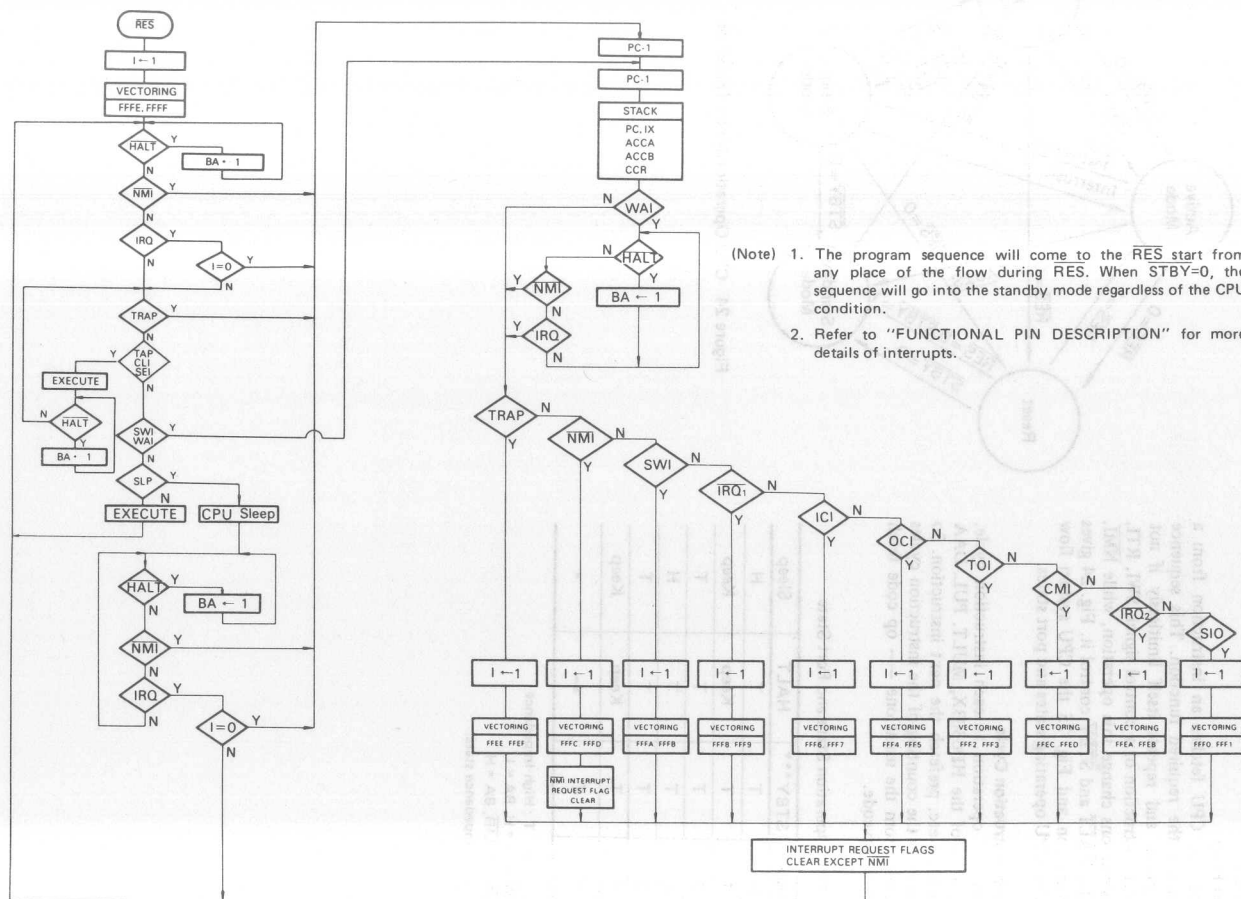 RES
I ← 1
VECTORING
FFFE, FFFF
HALT
Y
BA · 1
N
NMI
Y
N
IRQ
Y
N
I=0
Y
N
TRAP
Y
N
TAP
CLI
SEI
Y
N
EXECUTE
HALT
N
Y
BA · 1
SWI
WAI
Y
N
SLP
Y
N
EXECUTE
CPU Sleep
HALT
Y
BA ← 1
N
NMI
Y
N
IRQ
Y
N
I=0
Y
N
PC-1
PC-1
STACK
PC, IX
ACCA
ACCB
CCR
WAI
N
Y
HALT
N
Y
BA ← 1
NMI
Y
N
IRQ
Y
N
(Note) 1. The program sequence will come to the RES start from
any place of the flow during RES. When STBY=0, the
sequence will go into the standby mode regardless of the CPU
condition.
2. Refer to "FUNCTIONAL PIN DESCRIPTION" for more
details of interrupts.
TRAP
N
Y
NMI
N
Y
SWI
N
Y
IRQ1
N
Y
ICI
N
Y
OCI
N
Y
TOI
N
Y
CMI
N
Y
IRQ2
N
Y
SIO
N
Y
I ←1
I ←1
I ←1
I ←1
I ←1
I ←1
I ←1
I ←1
I ←1
I ←1
VECTORING
FFEE FFEF
VECTORING
FFFC FFFD
VECTORING
FFFA FFFB
VECTORING
FFF8 FFF9
VECTORING
FFF6, FFF7
VECTORING
FFF4 FFF5
VECTORING
FFF2 FFF3
VECTORING
FFEC FFED
VECTORING
FFEA FFEB
VECTORING
FFF0 FFF1
NMI INTERRUPT
REQUEST FLAG
CLEAR
INTERRUPT REQUEST FLAGS
CLEAR EXCEPT NMI